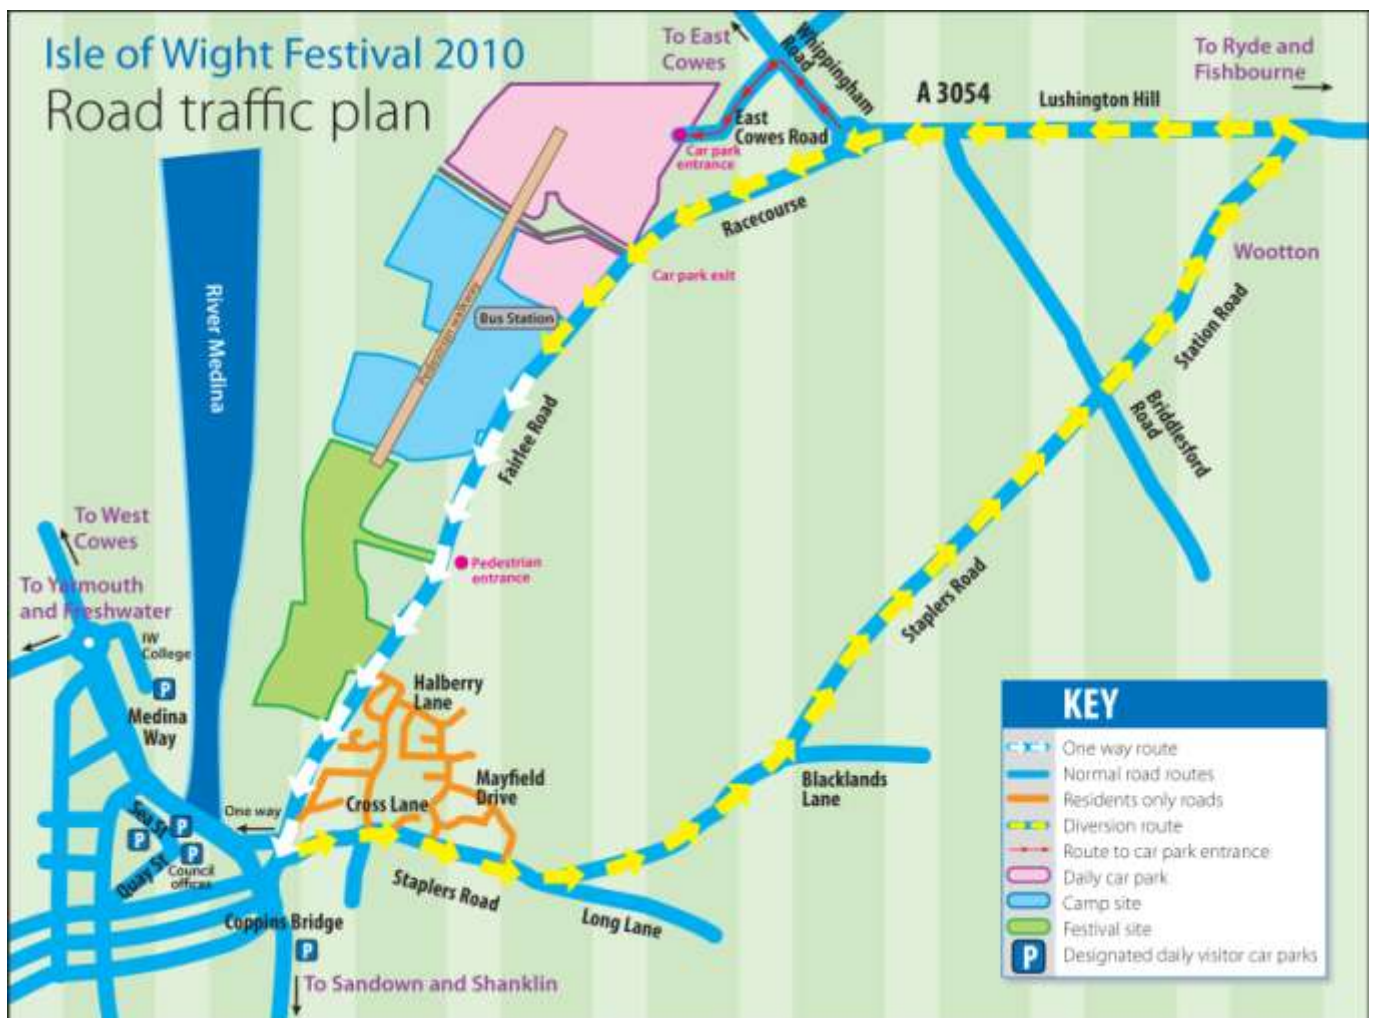 Isle of Wight Festival 2010
Road traffic plan
To East
Cowes
Whippingham
Road
A 3054
Lushington Hill
To Ryde and
Fishbourne
East
Cowes Road
Car park
entrance
Racecourse
Car park exit
Wootton
River Medina
Pedestrian walkway
Bus Station
Station Road
Fairlee Road
Briddlesford
Road
To West
Cowes
Pedestrian
entrance
To Yarmouth
and Freshwater
IW
College
P
Medina
Way
Halberry
Lane
Staplers Road
Mayfield
Drive
Cross Lane
Blacklands
Lane
One way
Sea St
P
P
P
Quay St
Council
offices
Staplers Road
Long Lane
Coppins Bridge
P
To Sandown and Shanklin
KEY
One way route
Normal road routes
Residents only roads
Diversion route
Route to car park entrance
Daily car park
Camp site
Festival site
P
Designated daily visitor car parks